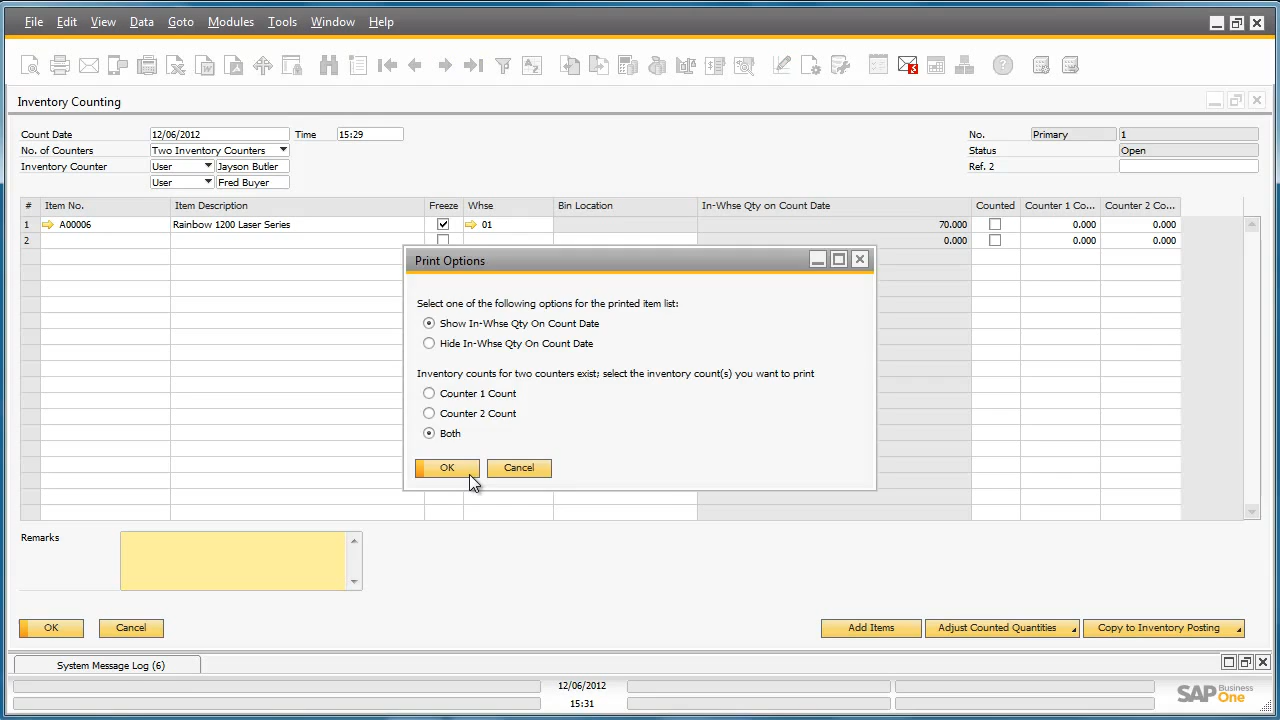 File Edit View Data Goto Modules Tools Window Help
Inventory Counting
Count Date 12/06/2012 Time 15:29 No. Primary 1
No. of Counters Two Inventory Counters Status Open
Inventory Counter User Jayson Butler Ref. 2
User Fred Buyer
# Item No. Item Description Freeze Whse Bin Location In-Whse Qty on Count Date Counted Counter 1 Co... Counter 2 Co...
1 A00006 Rainbow 1200 Laser Series 01 70.000 0.000 0.000
2 0.000 0.000 0.000
Print Options
Select one of the following options for the printed item list:
Show In-Whse Qty On Count Date
Hide In-Whse Qty On Count Date
Inventory counts for two counters exist; select the inventory count(s) you want to print
Counter 1 Count
Counter 2 Count
Both
OK Cancel
Remarks
OK Cancel Add Items Adjust Counted Quantities Copy to Inventory Posting
System Message Log (6)
12/06/2012
15:31
SAP Business One